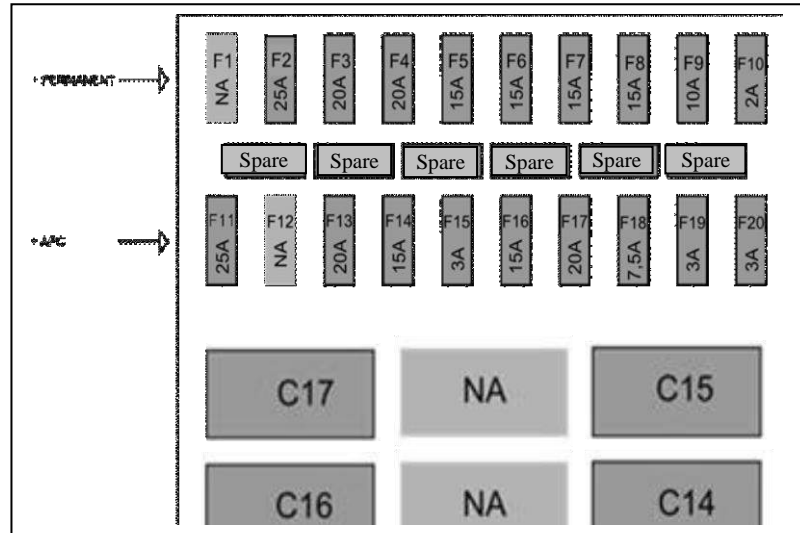 + PERMANENT
F1 F2 F3 F4 F5 F6 F7 F8 F9 F10
NA 25A 20A 20A 15A 15A 15A 15A 10A 2A
Spare Spare Spare Spare Spare Spare
+ APC
F11 F12 F13 F14 F15 F16 F17 F18 F19 F20
25A NA 20A 15A 3A 15A 20A 7,5A 3A 3A
C17 NA C15
C16 NA C14